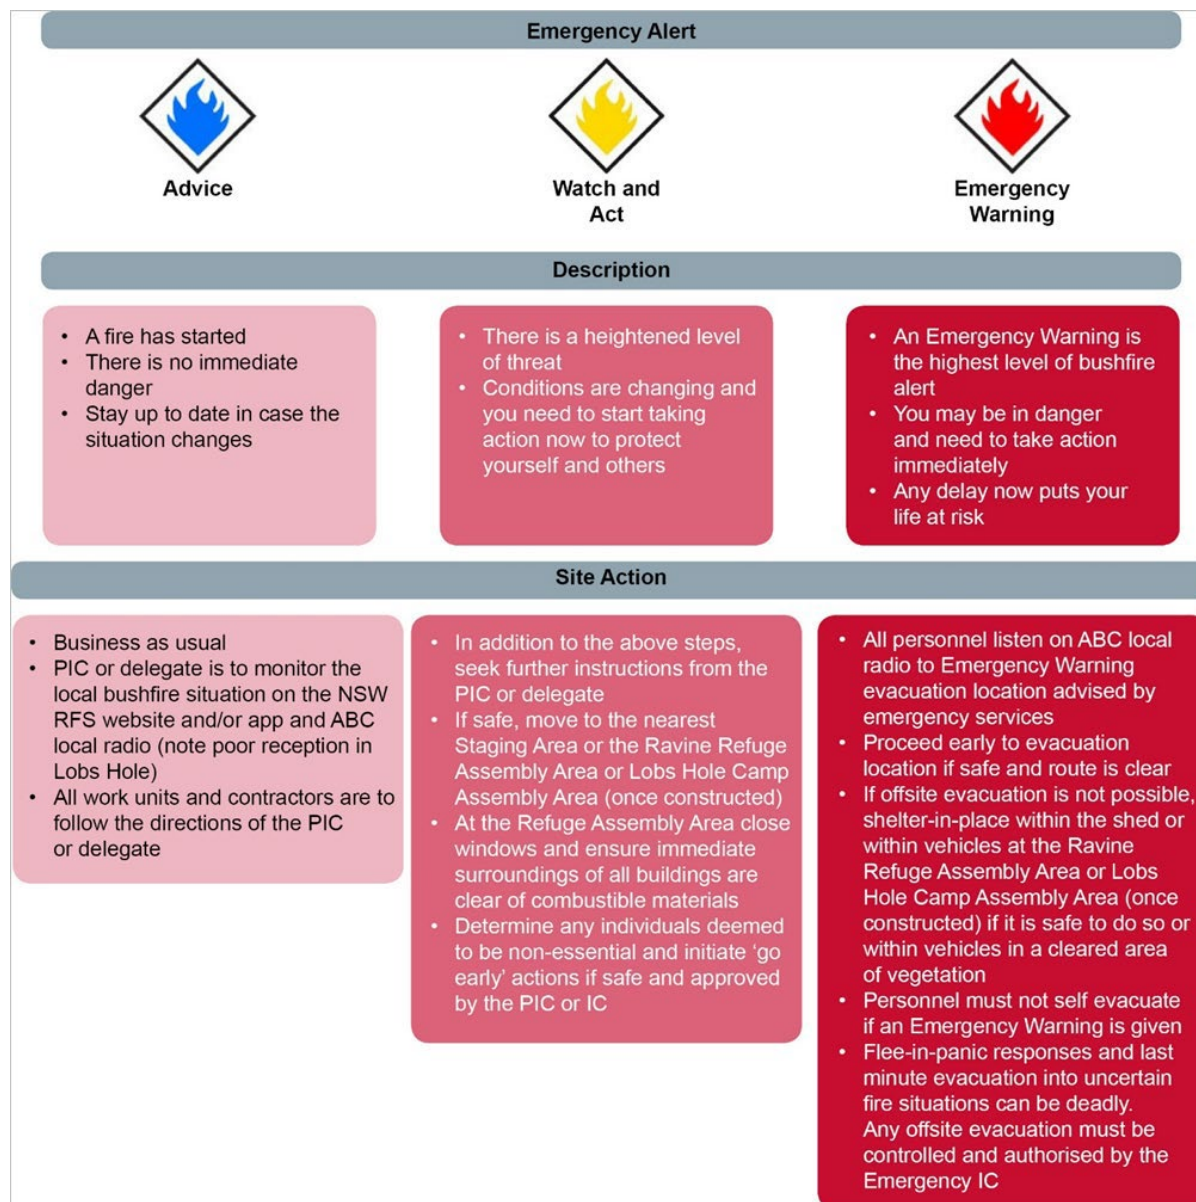 Emergency Alert
Advice
Watch and
Act
Emergency
Warning
Description
• A fire has started
• There is no immediate
danger
• Stay up to date in case the
situation changes
• There is a heightened level
of threat
• Conditions are changing and
you need to start taking
action now to protect
yourself and others
• An Emergency Warning is
the highest level of bushfire
alert
• You may be in danger
and need to take action
immediately
• Any delay now puts your
life at risk
Site Action
• Business as usual
• PIC or delegate is to monitor the
local bushfire situation on the NSW
RFS website and/or app and ABC
local radio (note poor reception in
Lobs Hole)
• All work units and contractors are to
follow the directions of the PIC
or delegate
• In addition to the above steps,
seek further instructions from the
PIC or delegate
• If safe, move to the nearest
Staging Area or the Ravine Refuge
Assembly Area or Lobs Hole Camp
Assembly Area (once constructed)
• At the Refuge Assembly Area close
windows and ensure immediate
surroundings of all buildings are
clear of combustible materials
• Determine any individuals deemed
to be non-essential and initiate ‘go
early’ actions if safe and approved
by the PIC or IC
• All personnel listen on ABC local
radio to Emergency Warning
evacuation location advised by
emergency services
• Proceed early to evacuation
location if safe and route is clear
• If offsite evacuation is not possible,
shelter-in-place within the shed or
within vehicles at the Ravine
Refuge Assembly Area or Lobs
Hole Camp Assembly Area (once
constructed) if it is safe to do so or
within vehicles in a cleared area
of vegetation
• Personnel must not self evacuate
if an Emergency Warning is given
• Flee-in-panic responses and last
minute evacuation into uncertain
fire situations can be deadly.
Any offsite evacuation must be
controlled and authorised by the
Emergency IC